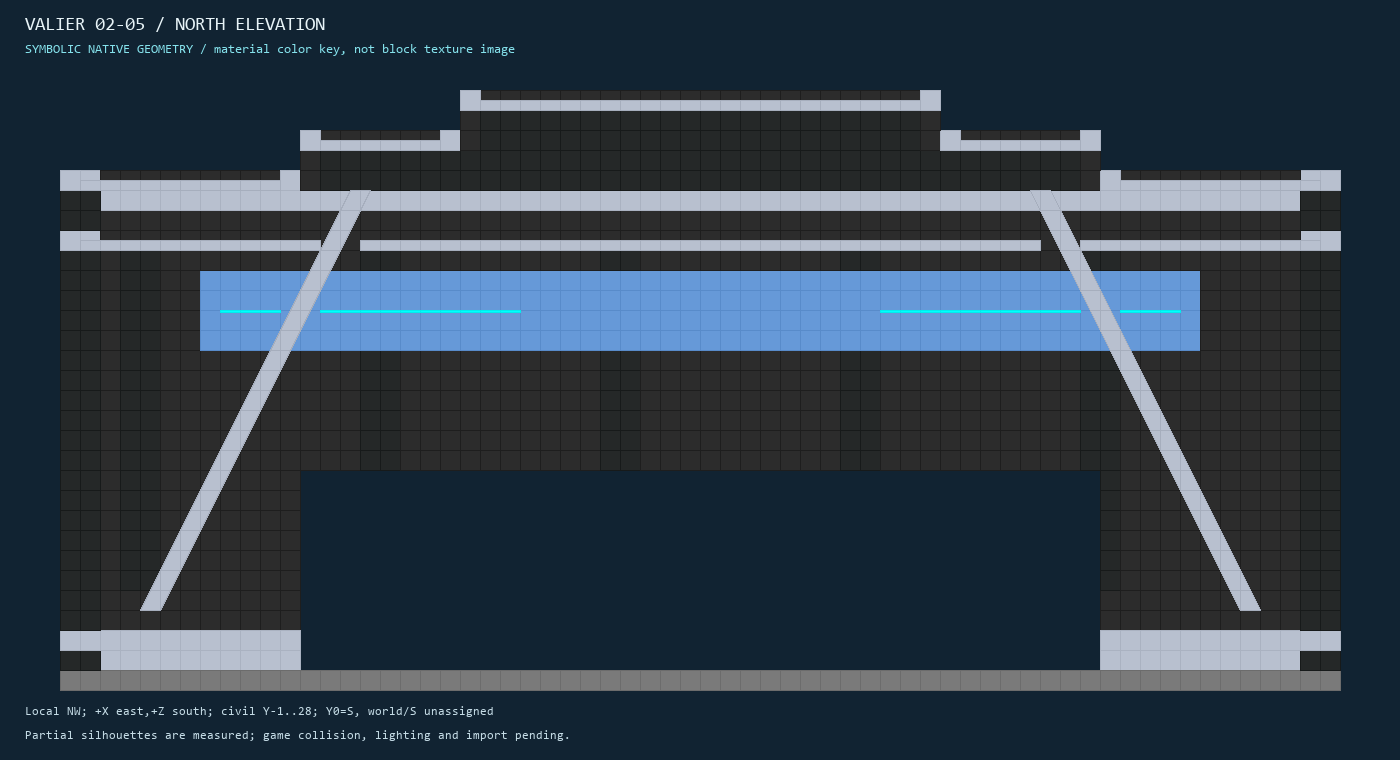 VALIER 02-05 / NORTH ELEVATION
SYMBOLIC NATIVE GEOMETRY / material color key, not block texture image
Local NW; +X east,+Z south; civil Y-1..28; Y0=S, world/S unassigned
Partial silhouettes are measured; game collision, lighting and import pending.